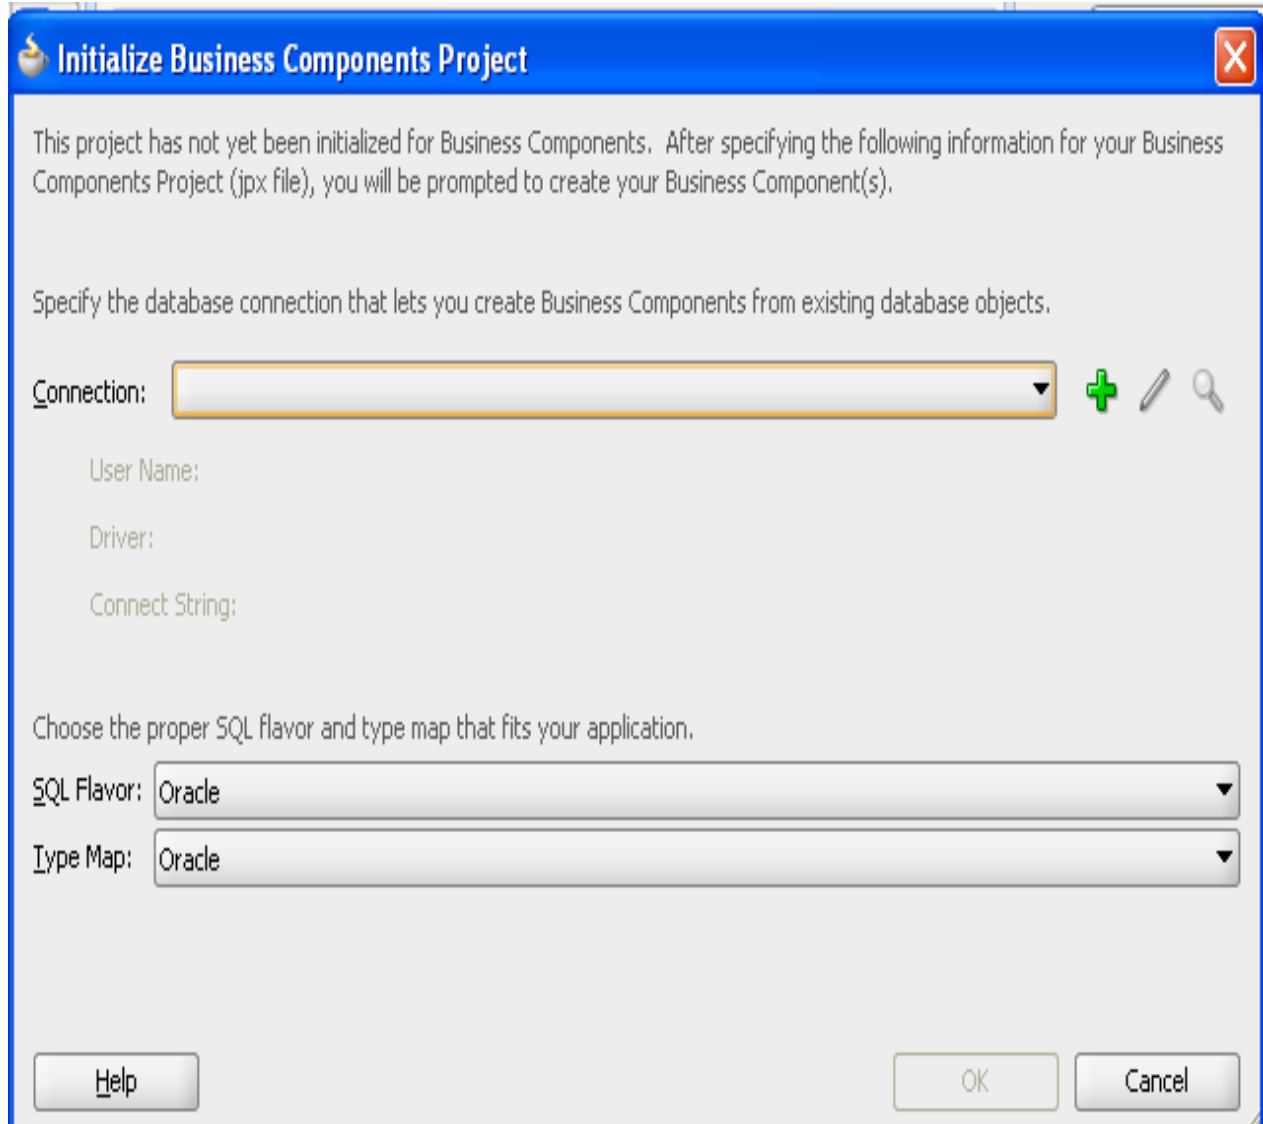 Initialize Business Components Project
This project has not yet been initialized for Business Components.  After specifying the following information for your Business
Components Project (jpx file), you will be prompted to create your Business Component(s).
Specify the database connection that lets you create Business Components from existing database objects.
Connection:
User Name:
Driver:
Connect String:
Choose the proper SQL flavor and type map that fits your application.
SQL Flavor: Oracle
Type Map: Oracle
Help OK Cancel